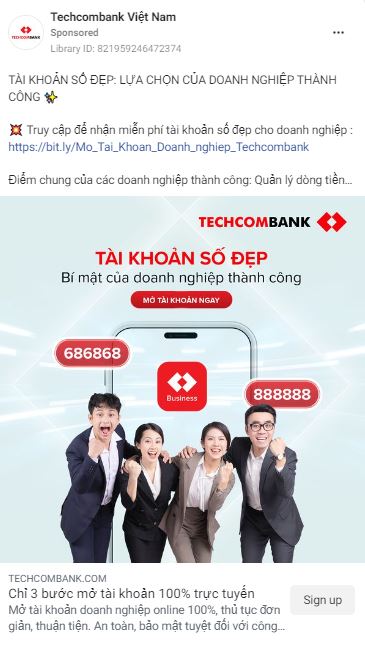 Techcombank Việt Nam
Sponsored
Library ID: 821959246472374
TECHCOMBANK
TÀI KHOẢN SỐ ĐẸP: LỰA CHỌN CỦA DOANH NGHIỆP THÀNH
CÔNG ✨
💥 Truy cập để nhận miễn phí tài khoản số đẹp cho doanh nghiệp :
https://bit.ly/Mo_Tai_Khoan_Doanh_nghiep_Techcombank
Điểm chung của các doanh nghiệp thành công: Quản lý dòng tiền...
TECHCOMBANK
TÀI KHOẢN SỐ ĐẸP
Bí mật của doanh nghiệp thành công
MỞ TÀI KHOẢN NGAY
686868
Business
888888
TECHCOMBANK.COM
Chỉ 3 bước mở tài khoản 100% trực tuyến
Mở tài khoản doanh nghiệp online 100%, thủ tục đơn
giản, thuận tiện. An toàn, bảo mật tuyệt đối với công...
Sign up